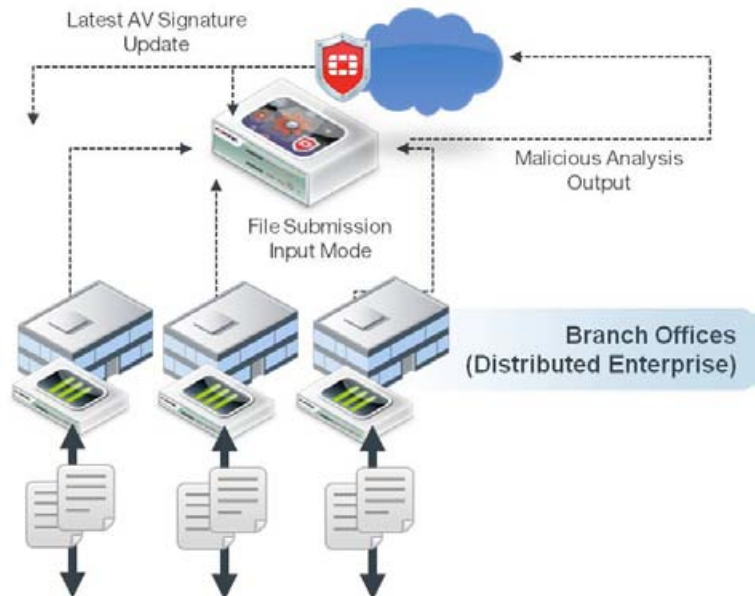 Latest AV Signature
Update
Malicious Analysis
Output
File Submission
Input Mode
Branch Offices
(Distributed Enterprise)